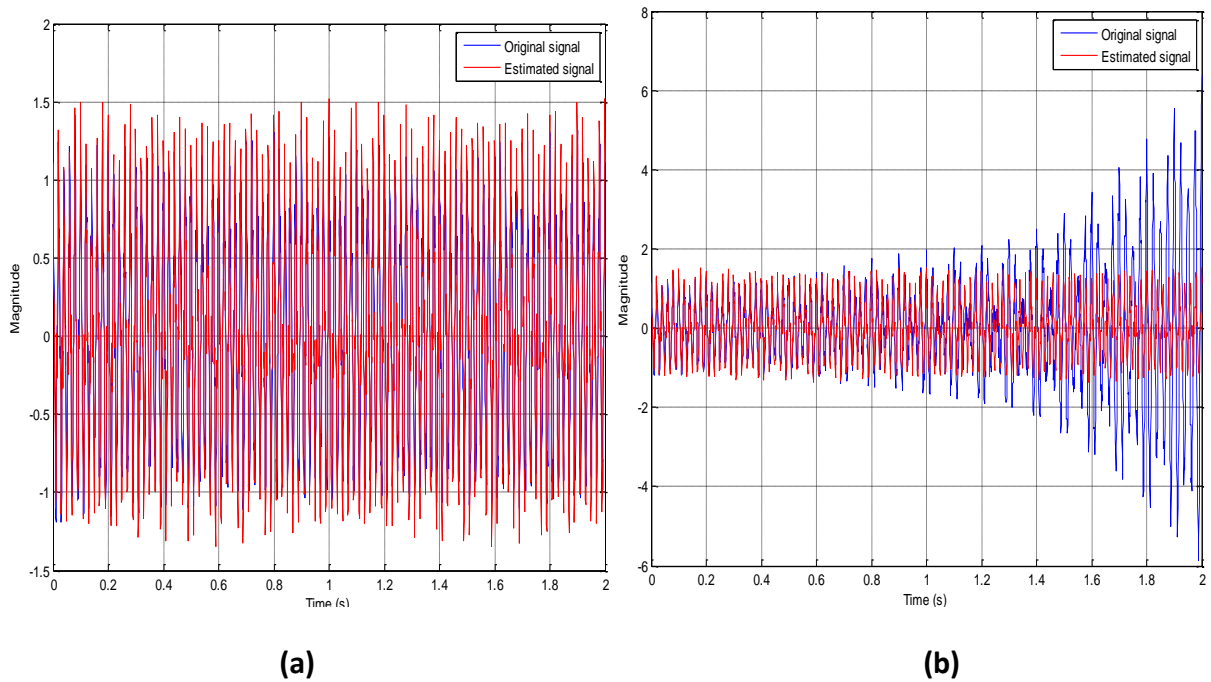 2
1.5
1
0.5
0
-0.5
-1
-1.5
Magnitude
0 0.2 0.4 0.6 0.8 1 1.2 1.4 1.6 1.8 2
Time (s)
Original signal
Estimated signal
(a)
8
6
4
2
0
-2
-4
-6
Magnitude
0 0.2 0.4 0.6 0.8 1 1.2 1.4 1.6 1.8 2
Time (s)
Original signal
Estimated signal
(b)